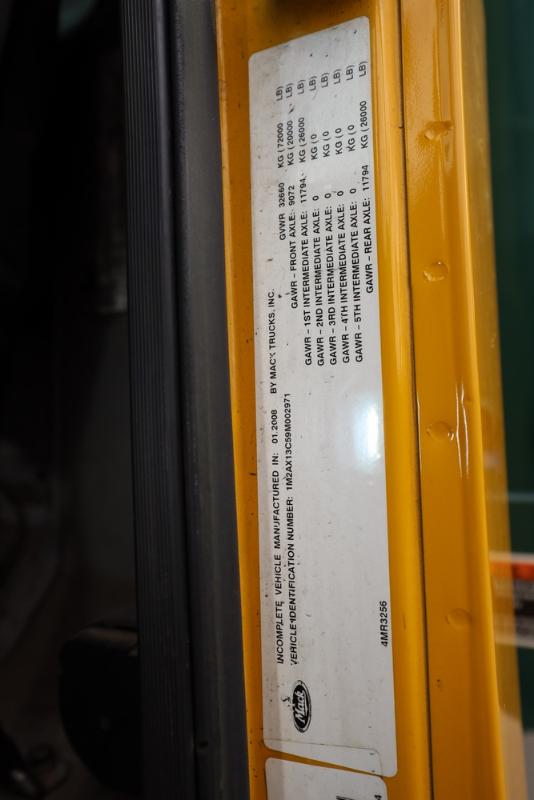 INCOMPLETE VEHICLE MANUFACTURED IN: 01.2008 BY MACK TRUCKS, INC. GVWR 32660 KG (72000 LB)
VEHICLE IDENTIFICATION NUMBER: 1M2AX13C59M002971 GAWR - FRONT AXLE: 9072 KG (20000 LB)
GAWR - 1ST INTERMEDIATE AXLE: 11794 KG (26000 LB)
GAWR - 2ND INTERMEDIATE AXLE: 0 KG (0 LB)
GAWR - 3RD INTERMEDIATE AXLE: 0 KG (0 LB)
GAWR - 4TH INTERMEDIATE AXLE: 0 KG (0 LB)
GAWR - 5TH INTERMEDIATE AXLE: 0 KG (0 LB)
GAWR - REAR AXLE: 11794 KG (26000 LB)
Mack
4MR3256
4